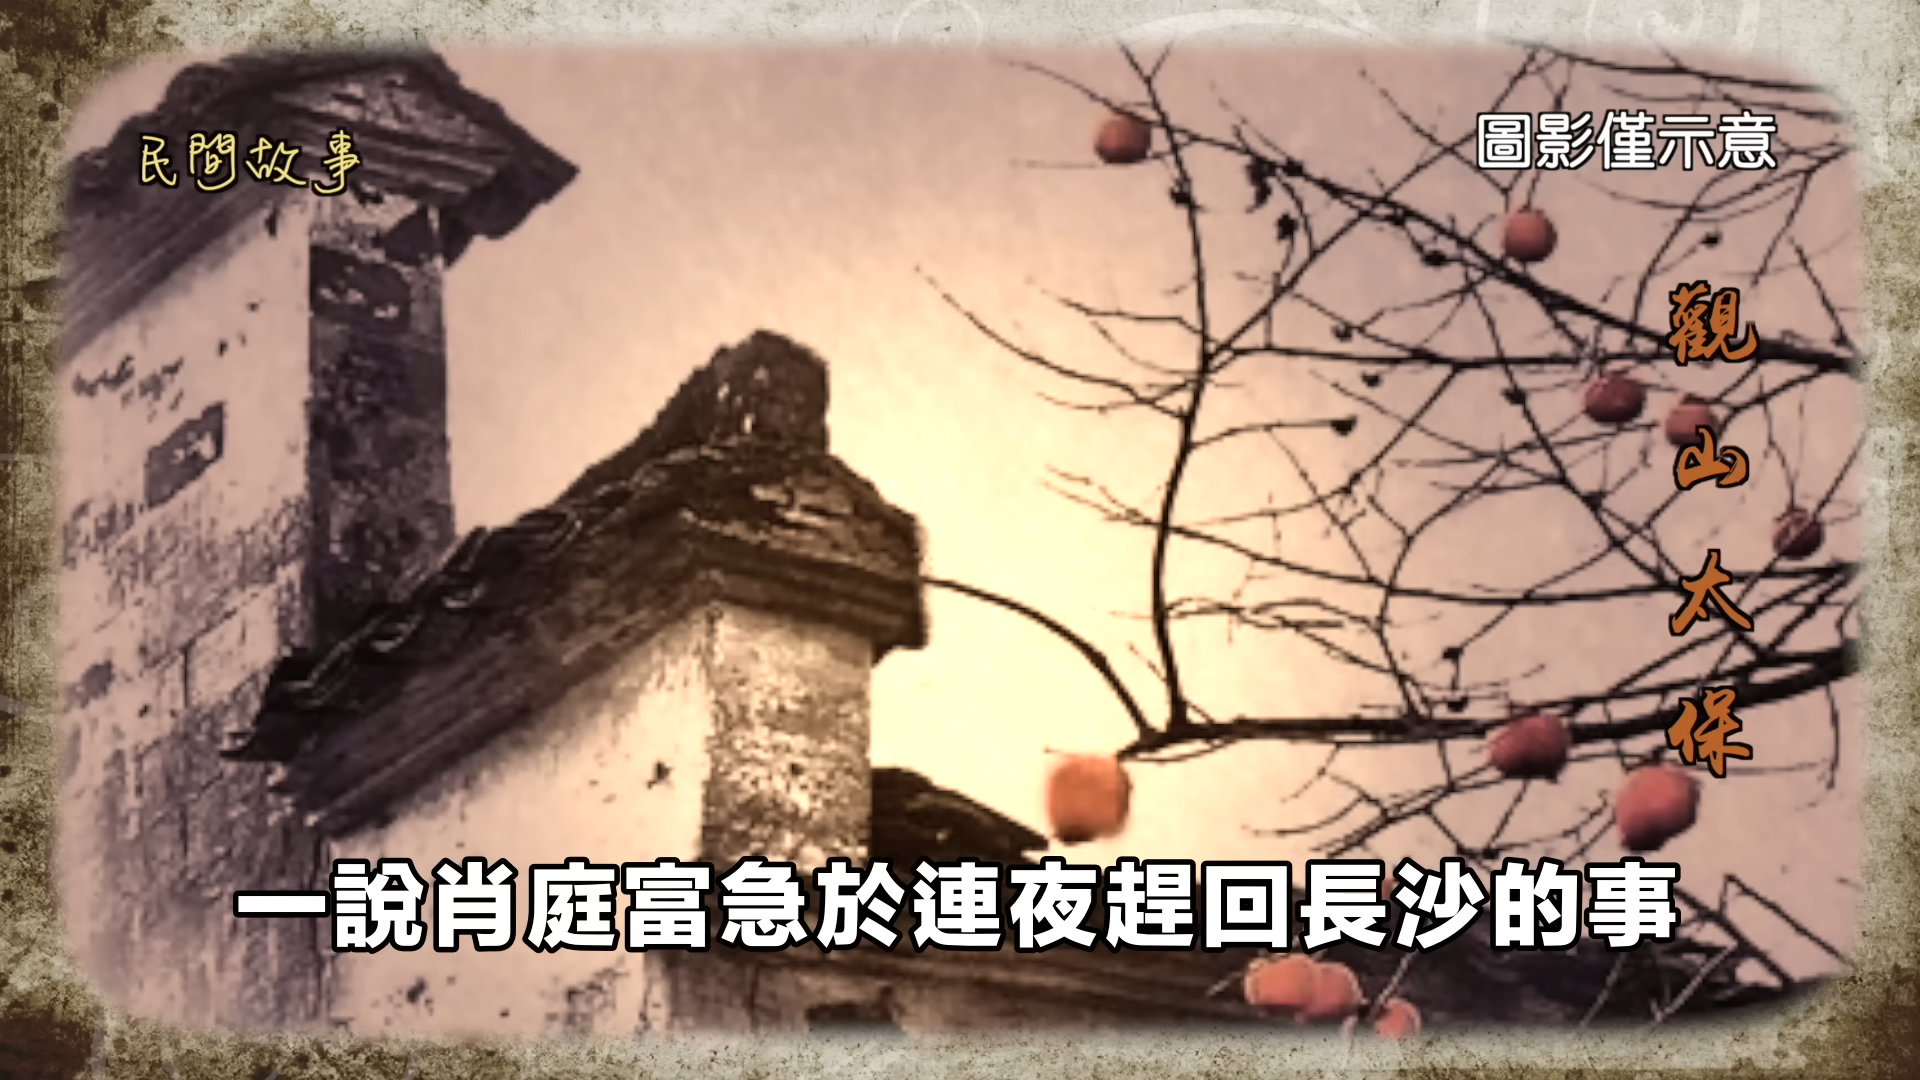 民間故事
圖影僅示意
觀山太保
一說肖庭富急於連夜趕回長沙的事